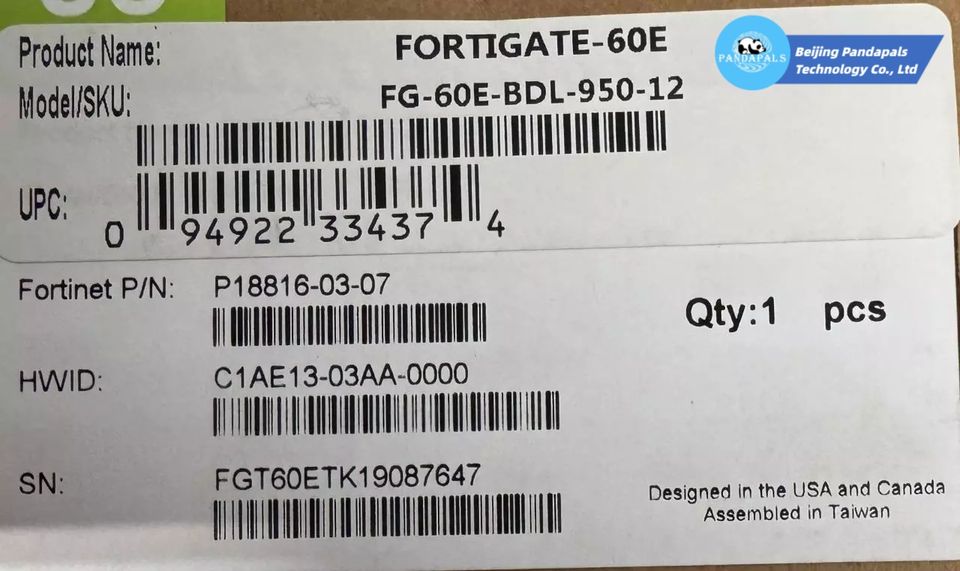 Product Name: FORTIGATE-60E
Model/SKU: FG-60E-BDL-950-12
UPC: 0 94922 33437 4
Fortinet P/N: P18816-03-07
Qty:1 pcs
HWID: C1AE13-03AA-0000
SN: FGT60ETK19087647
Designed in the USA and Canada
Assembled in Taiwan
PANDAPALS
Beijing Pandapals
Technology Co., Ltd